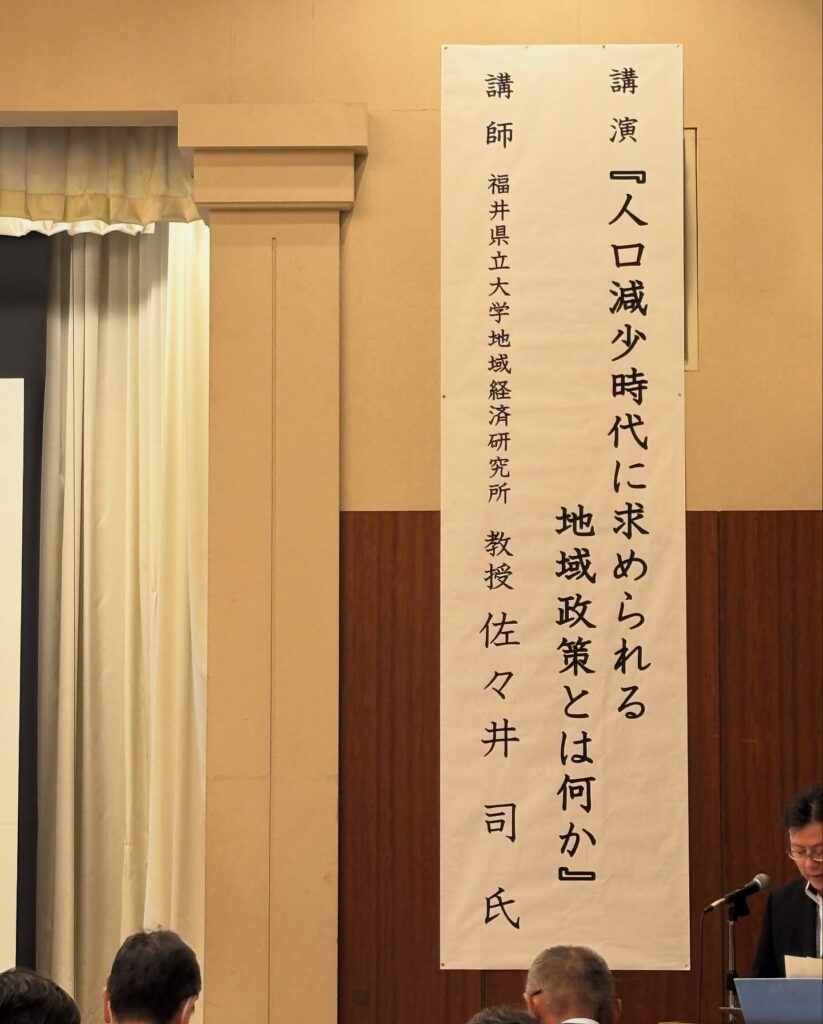 講演『人口減少時代に求められる
地域政策とは何か』
講師 福井県立大学地域経済研究所 教授 佐々井 司 氏